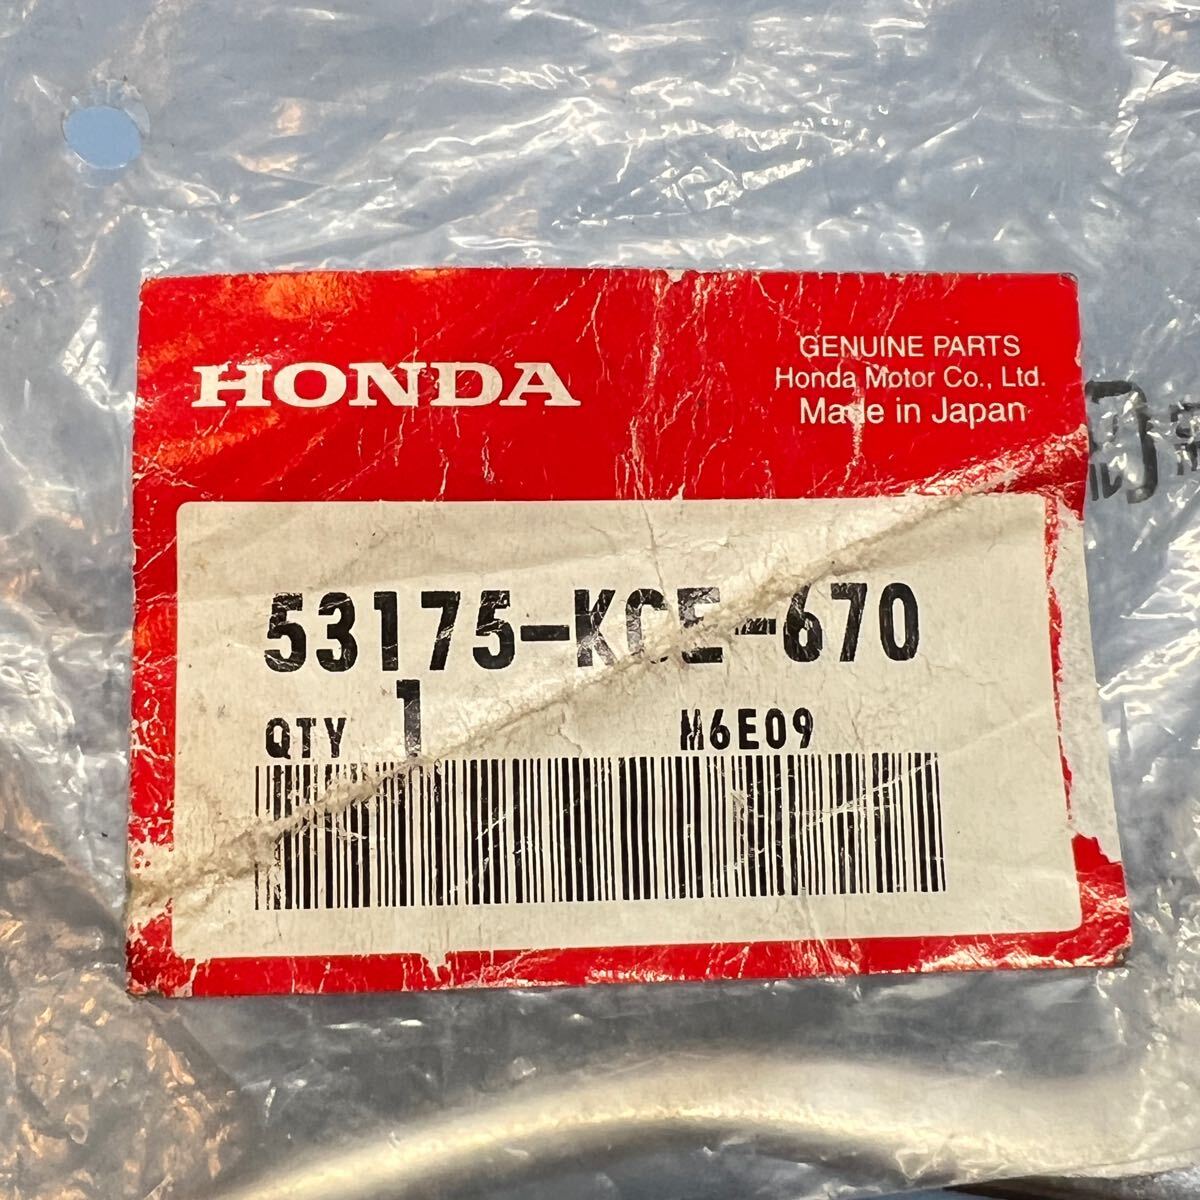 HONDA
GENUINE PARTS
Honda Motor Co., Ltd.
Made in Japan
53175-KCE-670
QTY 1 M6E09